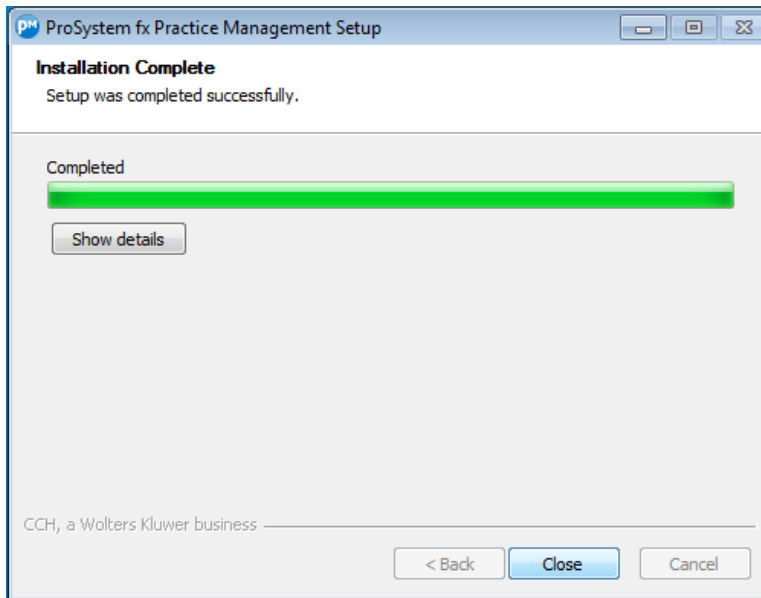 PM ProSystem fx Practice Management Setup
Installation Complete
Setup was completed successfully.
Completed
Show details
CCH, a Wolters Kluwer business
< Back Close Cancel